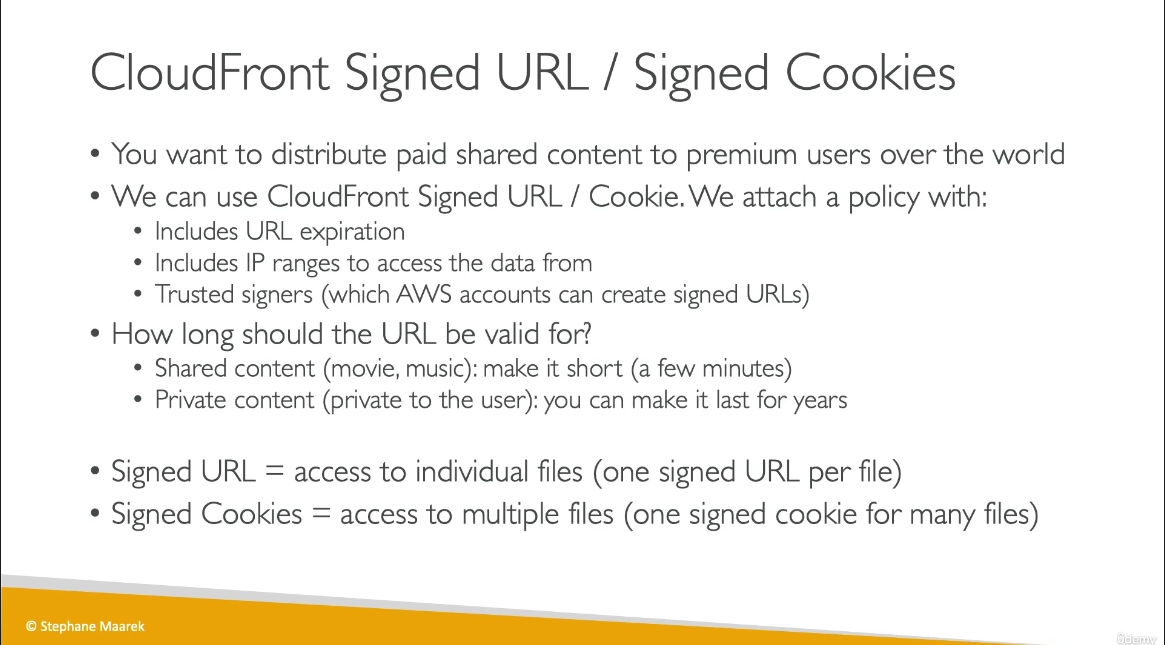 CloudFront Signed URL / Signed Cookies
• You want to distribute paid shared content to premium users over the world
• We can use CloudFront Signed URL / Cookie. We attach a policy with:
• Includes URL expiration
• Includes IP ranges to access the data from
• Trusted signers (which AWS accounts can create signed URLs)
• How long should the URL be valid for?
• Shared content (movie, music): make it short (a few minutes)
• Private content (private to the user): you can make it last for years
• Signed URL = access to individual files (one signed URL per file)
• Signed Cookies = access to multiple files (one signed cookie for many files)
© Stephane Maarek
ûdemy